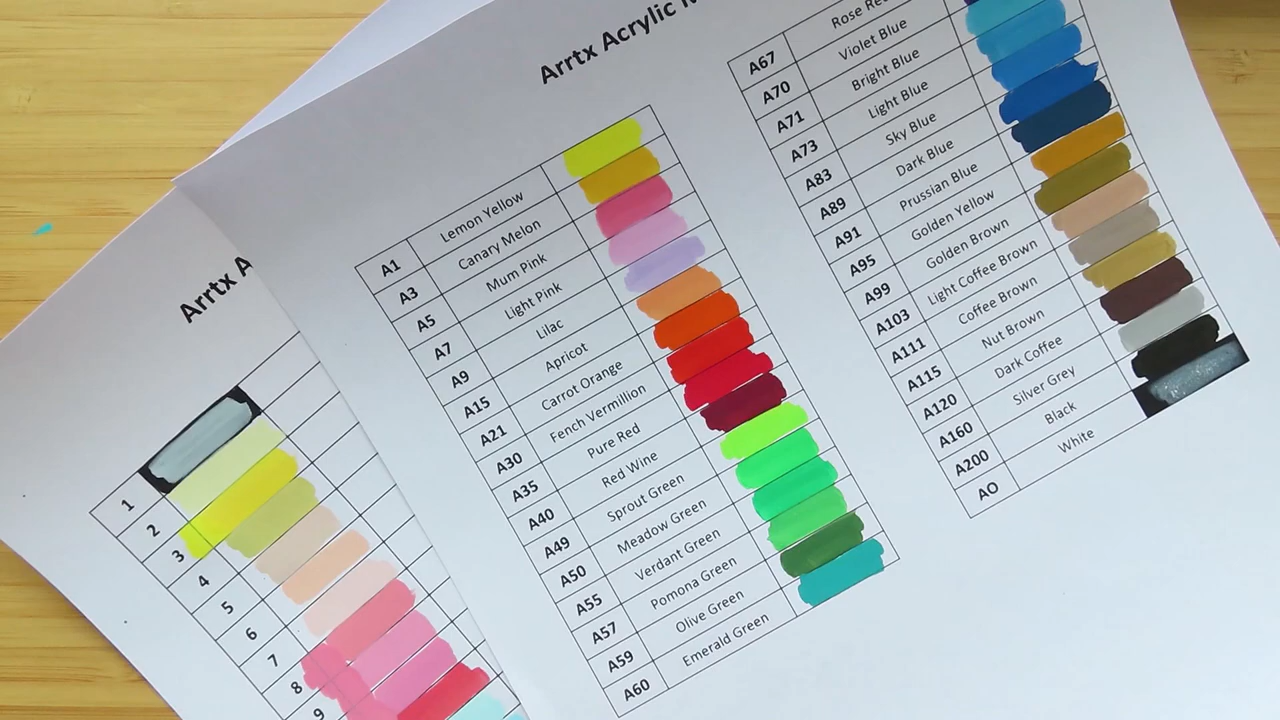 Arrtx Acrylic
A1 Lemon Yellow
A3 Canary Melon
A5 Mum Pink
A7 Light Pink
A9 Lilac
A15 Apricot
A21 Carrot Orange
A30 Fench Vermillion
A35 Pure Red
A40 Red Wine
A49 Sprout Green
A50 Meadow Green
A55 Verdant Green
A57 Pomona Green
A59 Olive Green
A60 Emerald Green
A67 Rose
A70 Violet Blue
A71 Bright Blue
A73 Light Blue
A83 Sky Blue
A89 Dark Blue
A91 Prussian Blue
A95 Golden Yellow
A99 Golden Brown
A103 Light Coffee Brown
A111 Coffee Brown
A115 Nut Brown
A120 Dark Coffee
A160 Silver Grey
A200 Black
AO White
Arrtx A
1
2
3
4
5
6
7
8
9